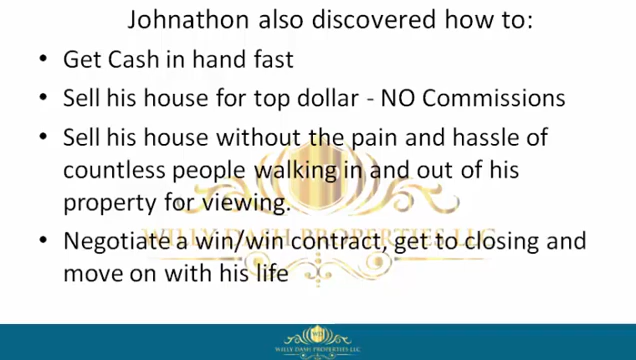 Johnathon also discovered how to:
• Get Cash in hand fast
• Sell his house for top dollar - NO Commissions
• Sell his house without the pain and hassle of
countless people walking in and out of his
property for viewing.
• Negotiate a win/win contract, get to closing and
move on with his life
WILLY DASH PROPERTIES LLC
WILLY DASH PROPERTIES LLC